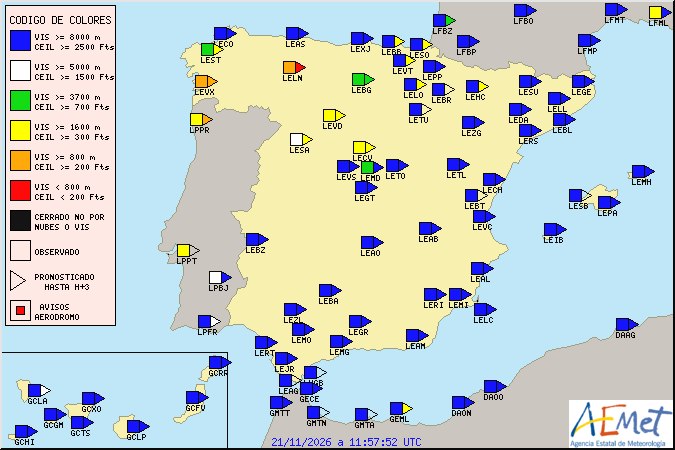 CODIGO DE COLORES
VIS >= 8000 m
CEIL >= 2500 Fts
VIS >= 5000 m
CEIL >= 1500 Fts
VIS >= 3700 m
CEIL >= 700 Fts
VIS >= 1600 m
CEIL >= 300 Fts
VIS >= 800 m
CEIL >= 200 Fts
VIS < 800 m
CEIL < 200 Fts
CERRADO NO POR
NUBES O VIS
OBSERVADO
PRONOSTICADO
HASTA H+3
AVISOS
AERODROMO
LFBO
LFMT
LFML
LFBZ
LECO
LEAS
LEXJ
LEBB
LESO
LFBP
LFMP
LEST
LEVT
LEPP
LELN
LEVX
LEBG
LELO
LEBR
LEHC
LESU
LEGE
LELL
LETU
LEDA
LEBL
LPPR
LEVD
LEZG
LERS
LESA
LECV
LEVS
LEMD
LETO
LETL
LEMH
LECH
LEGT
LEBT
LESB
LEPA
LEVC
LEAB
LEIB
LEBZ
LEAO
LPPT
LEAL
LPBJ
LEBA
LERI
LEMI
LEZL
LELC
LPFR
LEMO
LEGR
DAAG
LERT
LEMG
LEAM
LEJR
GCRR
LXGB
LEAG
GECE
DAOO
GCLA
GCXO
GCFV
GMTT
GEML
DAON
GCGM
GMTN
GMTA
GCTS
GCLP
GCHI
21/11/2026 a 11:57:52 UTC
AEmet
Agencia Estatal de Meteorología